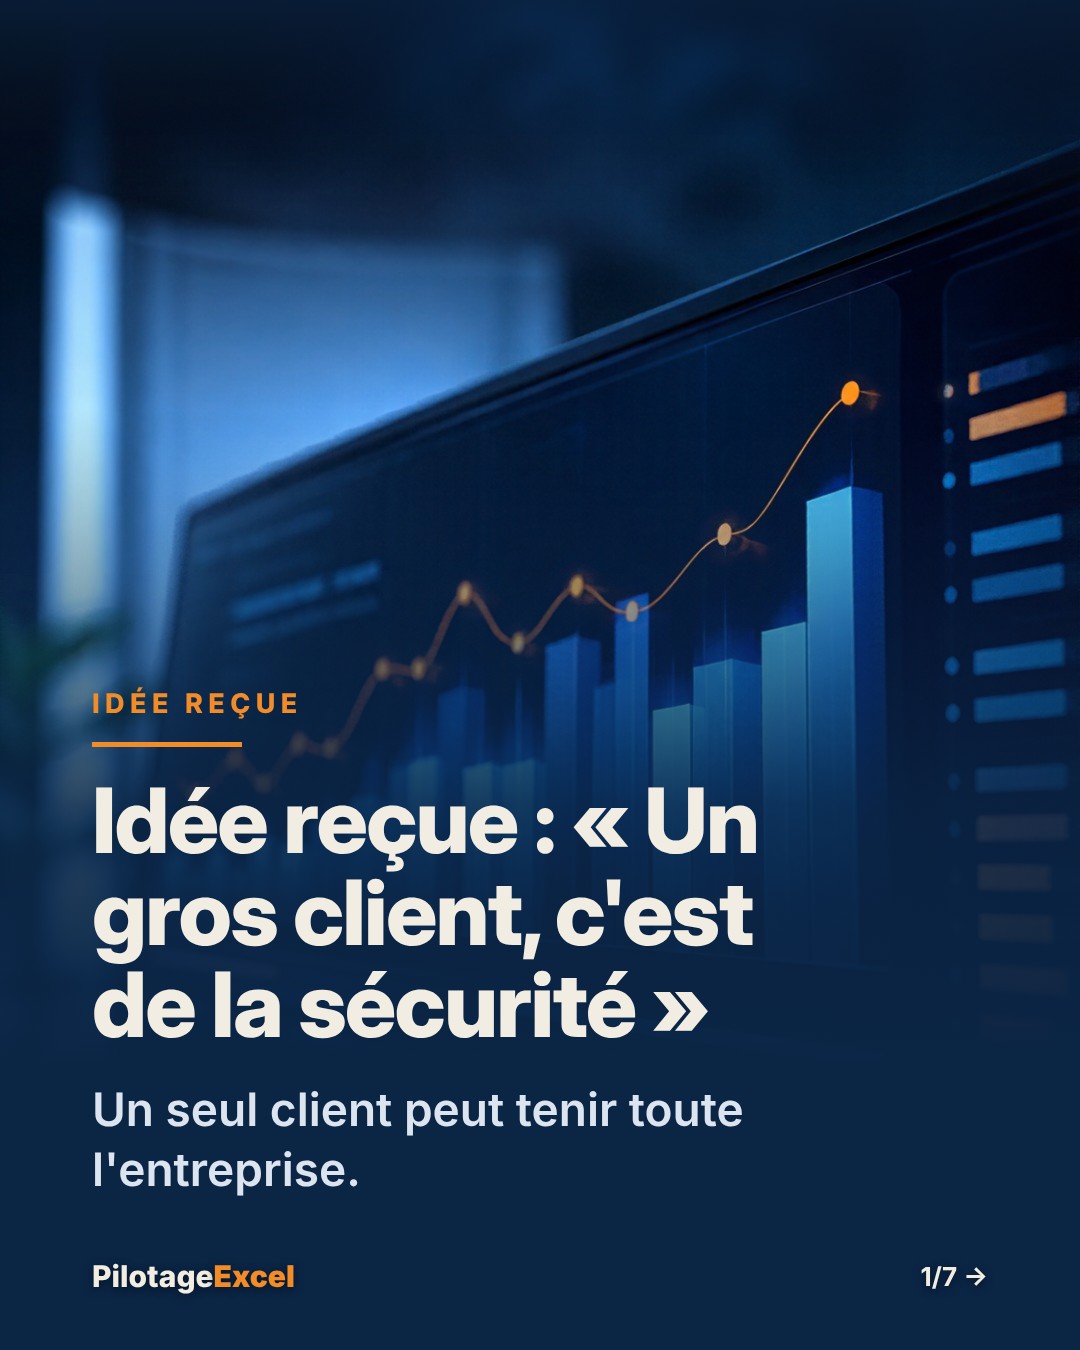 IDÉE REÇUE
Idée reçue : « Un
gros client, c'est
de la sécurité »
Un seul client peut tenir toute
l'entreprise.
PilotageExcel
1/7 →